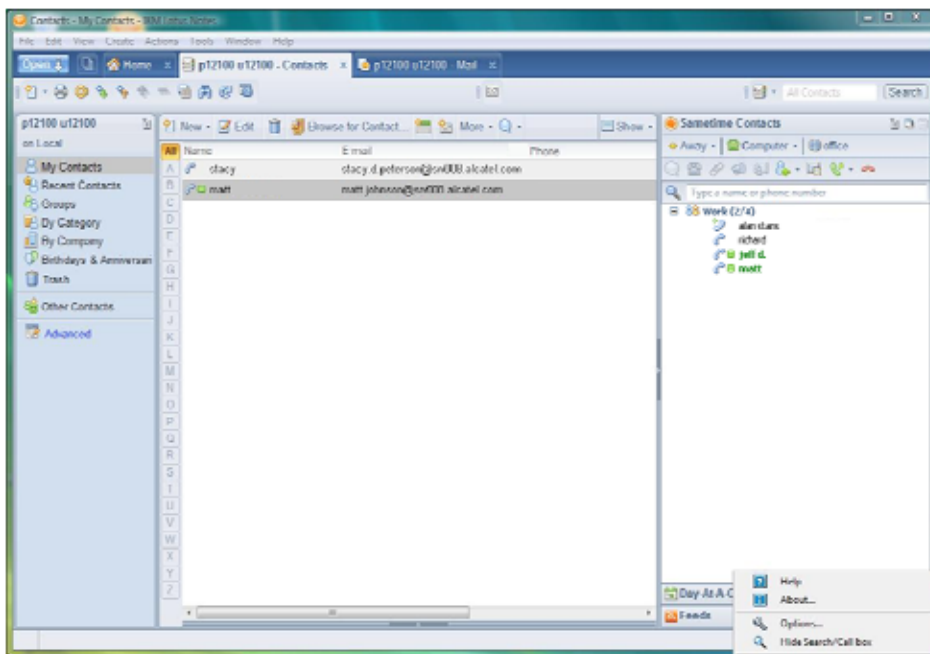 Contacts - My Contacts - IBM Lotus Notes
File Edit View Create Actions Tools Window Help
Open Home p12100 u12100 - Contacts p12100 u12100 - Mail
All Contacts Search
p12100 u12100
on Local
My Contacts
Recent Contacts
Groups
By Category
By Company
Birthdays & Anniversari
Trash
Other Contacts
Advanced
New Edit Browse for Contact... More Show
All Name E mail Phone
stacy stacy.d.peterson@sn008.alcatel.com
matt matt.johnson@sn008.alcatel.com
A
B
C
D
E
F
G
H
I
J
K
L
M
N
O
P
Q
R
S
T
U
V
W
X
Y
Z
Sametime Contacts
Away Computer office
Type a name or phone number
Work (2/4)
richard
jeff d.
matt
Day-At-A-G
Feeds
Help
About...
Options...
Hide Search/Call box